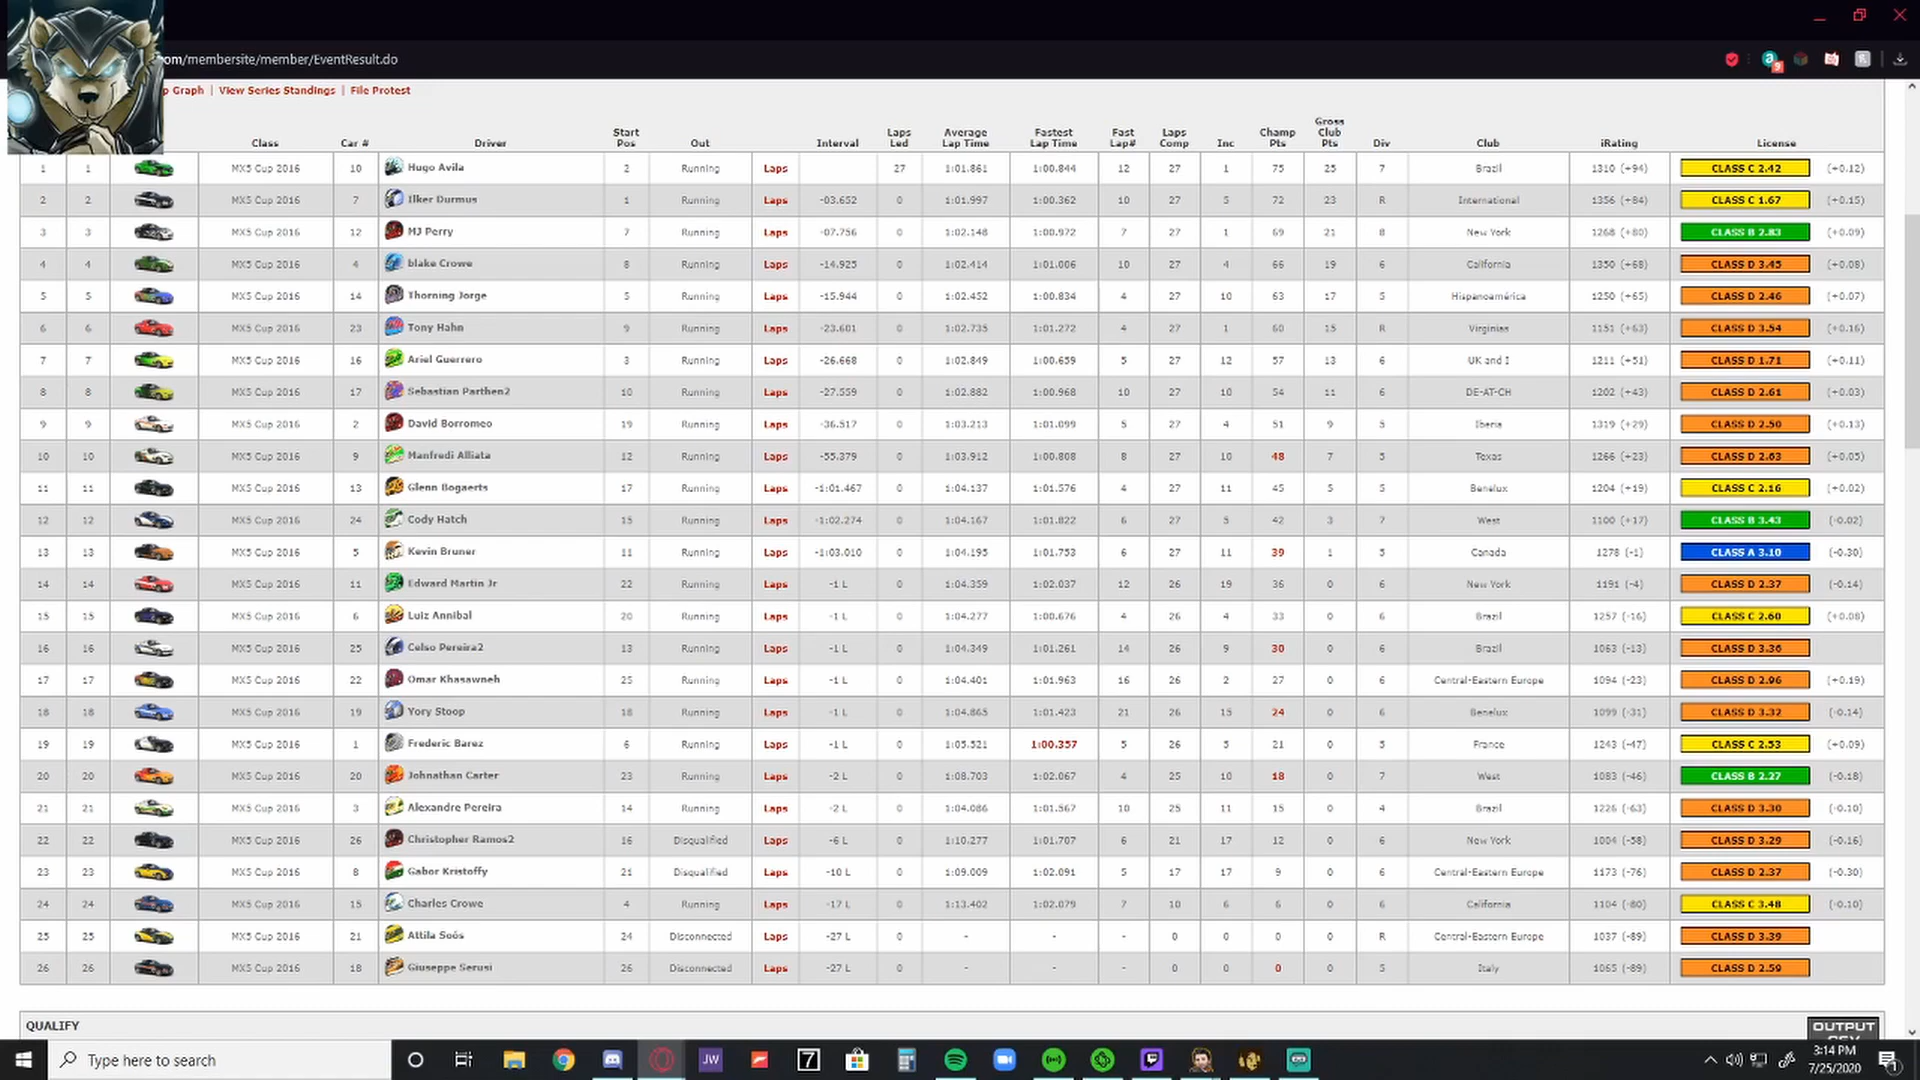 om/membersite/member/EventResult.do
p Graph | View Series Standings | File Protest
Class Car # Driver Start Pos Out Interval Laps Led Average Lap Time Fastest Lap Time Fast Lap# Laps Comp Inc Champ Pts Gross Club Pts Div Club iRating License
1 1 MX5 Cup 2016 10 Hugo Avila 2 Running Laps 27 1:01.861 1:00.844 12 27 1 75 25 7 Brazil 1310 (+94) CLASS C 2.42 (+0.12)
2 2 MX5 Cup 2016 7 Ilker Durmus 1 Running Laps -03.652 0 1:01.997 1:00.362 10 27 5 72 23 R International 1356 (+84) CLASS C 1.67 (+0.15)
3 3 MX5 Cup 2016 12 MJ Perry 7 Running Laps -07.756 0 1:02.148 1:00.972 7 27 1 69 21 8 New York 1268 (+80) CLASS B 2.83 (+0.09)
4 4 MX5 Cup 2016 4 blake Crowe 8 Running Laps -14.925 0 1:02.414 1:01.006 10 27 4 66 19 6 California 1350 (+68) CLASS D 3.45 (+0.08)
5 5 MX5 Cup 2016 14 Thorning Jorge 5 Running Laps -15.944 0 1:02.452 1:00.834 4 27 10 63 17 5 Hispanoamérica 1250 (+65) CLASS D 2.46 (+0.07)
6 6 MX5 Cup 2016 23 Tony Hahn 9 Running Laps -23.601 0 1:02.735 1:01.272 4 27 1 60 15 R Virginias 1151 (+63) CLASS D 3.54 (+0.16)
7 7 MX5 Cup 2016 16 Ariel Guerrero 3 Running Laps -26.668 0 1:02.849 1:00.659 5 27 12 57 13 6 UK and I 1211 (+51) CLASS D 1.71 (+0.11)
8 8 MX5 Cup 2016 17 Sebastian Parthen2 10 Running Laps -27.559 0 1:02.882 1:00.968 10 27 10 54 11 6 DE-AT-CH 1202 (+43) CLASS D 2.61 (+0.03)
9 9 MX5 Cup 2016 2 David Borromeo 19 Running Laps -36.517 0 1:03.213 1:01.099 5 27 4 51 9 5 Iberia 1319 (+29) CLASS D 2.50 (+0.13)
10 10 MX5 Cup 2016 9 Manfredi Alliata 12 Running Laps -55.379 0 1:03.912 1:00.808 8 27 10 48 7 5 Texas 1266 (+23) CLASS D 2.63 (+0.05)
11 11 MX5 Cup 2016 13 Glenn Bogaerts 17 Running Laps -1:01.467 0 1:04.137 1:01.576 4 27 11 45 5 5 Benelux 1204 (+19) CLASS C 2.16 (+0.02)
12 12 MX5 Cup 2016 24 Cody Hatch 15 Running Laps -1:02.274 0 1:04.167 1:01.822 6 27 5 42 3 7 West 1100 (+17) CLASS B 3.43 (-0.02)
13 13 MX5 Cup 2016 5 Kevin Bruner 11 Running Laps -1:03.010 0 1:04.195 1:01.753 6 27 11 39 1 5 Canada 1278 (-1) CLASS A 3.10 (-0.30)
14 14 MX5 Cup 2016 11 Edward Martin Jr 22 Running Laps -1 L 0 1:04.359 1:02.037 12 26 19 36 0 6 New York 1191 (-4) CLASS D 2.37 (-0.14)
15 15 MX5 Cup 2016 6 Luiz Annibal 20 Running Laps -1 L 0 1:04.277 1:00.676 4 26 4 33 0 6 Brazil 1257 (-16) CLASS C 2.60 (+0.08)
16 16 MX5 Cup 2016 25 Celso Pereira2 13 Running Laps -1 L 0 1:04.349 1:01.261 14 26 9 30 0 6 Brazil 1063 (-13) CLASS D 3.36
17 17 MX5 Cup 2016 22 Omar Khasawneh 25 Running Laps -1 L 0 1:04.401 1:01.963 16 26 2 27 0 6 Central-Eastern Europe 1094 (-23) CLASS D 2.96 (+0.19)
18 18 MX5 Cup 2016 19 Yory Stoop 18 Running Laps -1 L 0 1:04.865 1:01.423 21 26 15 24 0 6 Benelux 1099 (-31) CLASS D 3.32 (-0.14)
19 19 MX5 Cup 2016 1 Frederic Barez 6 Running Laps -1 L 0 1:05.521 1:00.357 5 26 5 21 0 5 France 1243 (-47) CLASS C 2.53 (+0.09)
20 20 MX5 Cup 2016 20 Johnathan Carter 23 Running Laps -2 L 0 1:08.703 1:02.067 4 25 10 18 0 7 West 1083 (-46) CLASS B 2.27 (-0.18)
21 21 MX5 Cup 2016 3 Alexandre Pereira 14 Running Laps -2 L 0 1:04.086 1:01.567 10 25 11 15 0 4 Brazil 1226 (-63) CLASS D 3.30 (-0.10)
22 22 MX5 Cup 2016 26 Christopher Ramos2 16 Disqualified Laps -6 L 0 1:10.277 1:01.707 6 21 17 12 0 6 New York 1004 (-58) CLASS D 3.29 (-0.16)
23 23 MX5 Cup 2016 8 Gabor Kristoffy 21 Disqualified Laps -10 L 0 1:09.009 1:02.091 5 17 17 9 0 6 Central-Eastern Europe 1173 (-76) CLASS D 2.37 (-0.30)
24 24 MX5 Cup 2016 15 Charles Crowe 4 Running Laps -17 L 0 1:13.402 1:02.079 7 10 6 6 0 6 California 1104 (-80) CLASS C 3.48 (-0.10)
25 25 MX5 Cup 2016 21 Attila Soós 24 Disconnected Laps -27 L 0 - - - 0 0 0 0 R Central-Eastern Europe 1037 (-89) CLASS D 3.39
26 26 MX5 Cup 2016 18 Giuseppe Serusi 26 Disconnected Laps -27 L 0 - - - 0 0 0 0 5 Italy 1065 (-89) CLASS D 2.59
QUALIFY
OUTPUT
Type here to search
JW
7
3:14 PM
7/25/2020